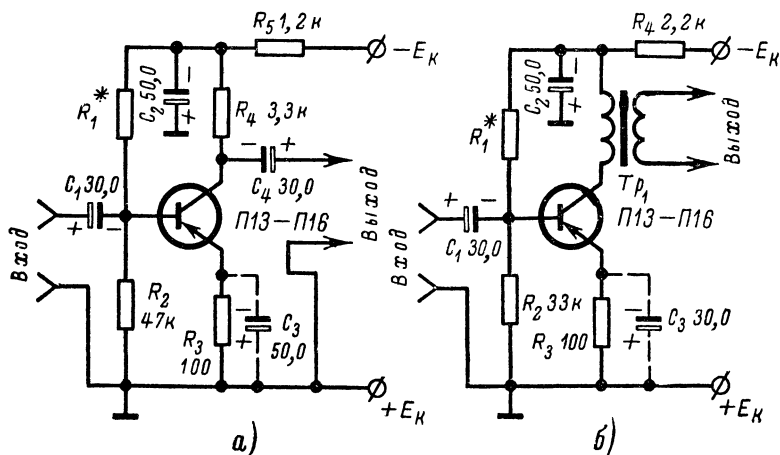 R₅ 1,2 к
− Eк
C₂ 50,0
−
+
R₁*
R₄ 3,3 к
− +
C₁ 30,0
C₄ 30,0
+ −
П13−П16
Выход
Вход
R₂
47к
R₃
100
−
+
C₃
50,0
+ Eк
а)
R₄ 2,2 к
− Eк
C₂ 50,0
−
+
R₁*
Выход
Тр₁
+ −
П13−П16
C₁ 30,0
Вход
R₂ 33к
R₃ 100
−
+
C₃ 30,0
+ Eк
б)